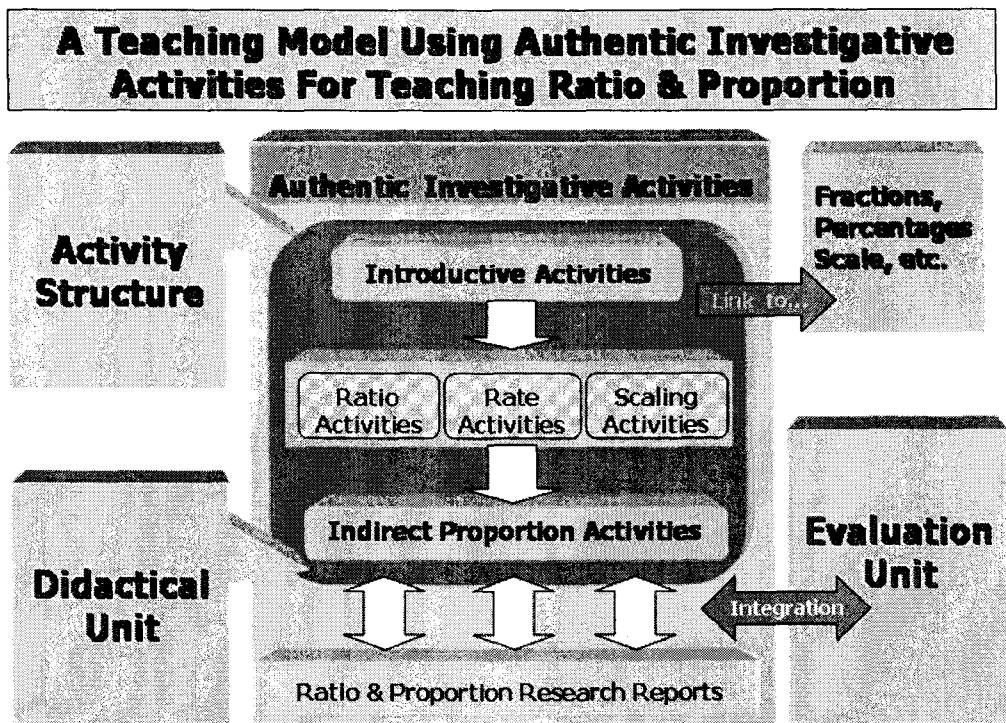 A Teaching Model Using Authentic Investigative
Activities For Teaching Ratio & Proportion
Activity
Structure
Authentic Investigative Activities
Fractions,
Percentages
Scale, etc.
Introductive Activities
Link to...
Ratio
Activities
Rate
Activities
Scaling
Activities
Indirect Proportion Activities
Didactical
Unit
Evaluation
Unit
Integration
Ratio & Proportion Research Reports